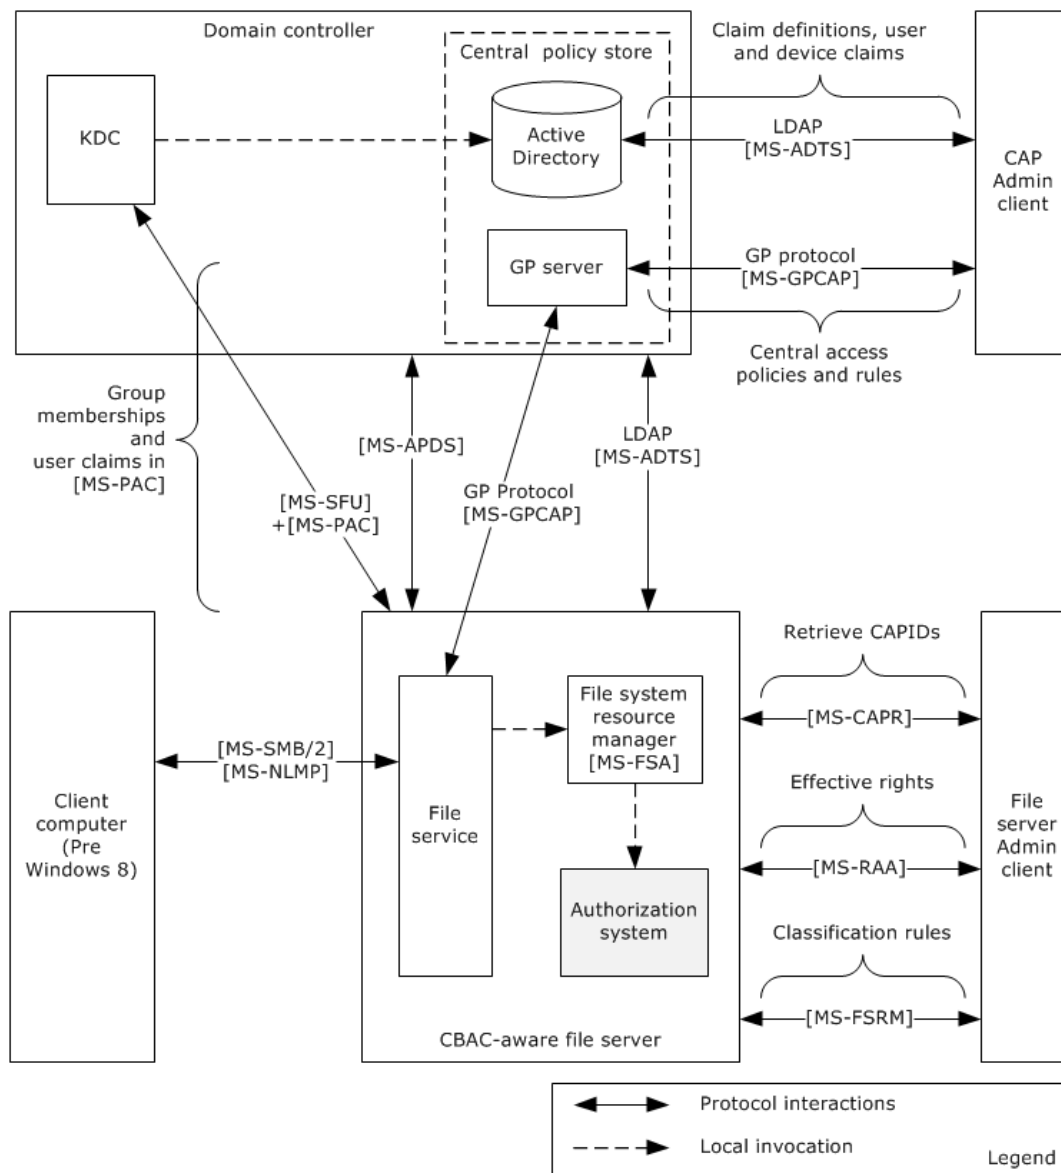 Domain controller
Central policy store
KDC
Active
Directory
GP server
Claim definitions, user
and device claims
LDAP
[MS-ADTS]
GP protocol
[MS-GPCAP]
Central access
policies and rules
CAP
Admin
client
Group
memberships
and
user claims in
[MS-PAC]
[MS-SFU]
+[MS-PAC]
[MS-APDS]
GP Protocol
[MS-GPCAP]
LDAP
[MS-ADTS]
Client
computer
(Pre
Windows 8)
[MS-SMB/2]
[MS-NLMP]
File
service
File system
resource
manager
[MS-FSA]
Authorization
system
CBAC-aware file server
Retrieve CAPIDs
[MS-CAPR]
Effective rights
[MS-RAA]
Classification rules
[MS-FSRM]
File
server
Admin
client
Protocol interactions
Local invocation
Legend